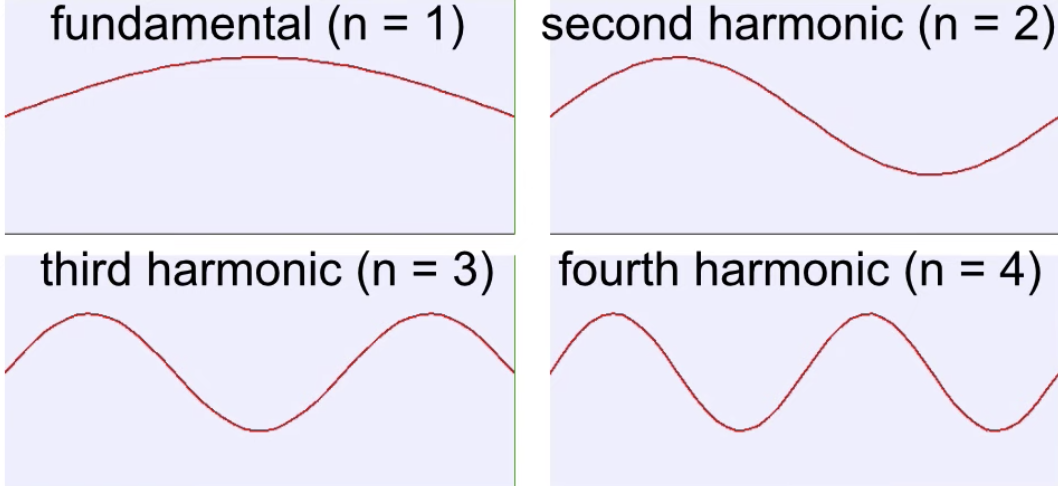 fundamental (n = 1)
second harmonic (n = 2)
third harmonic (n = 3)
fourth harmonic (n = 4)